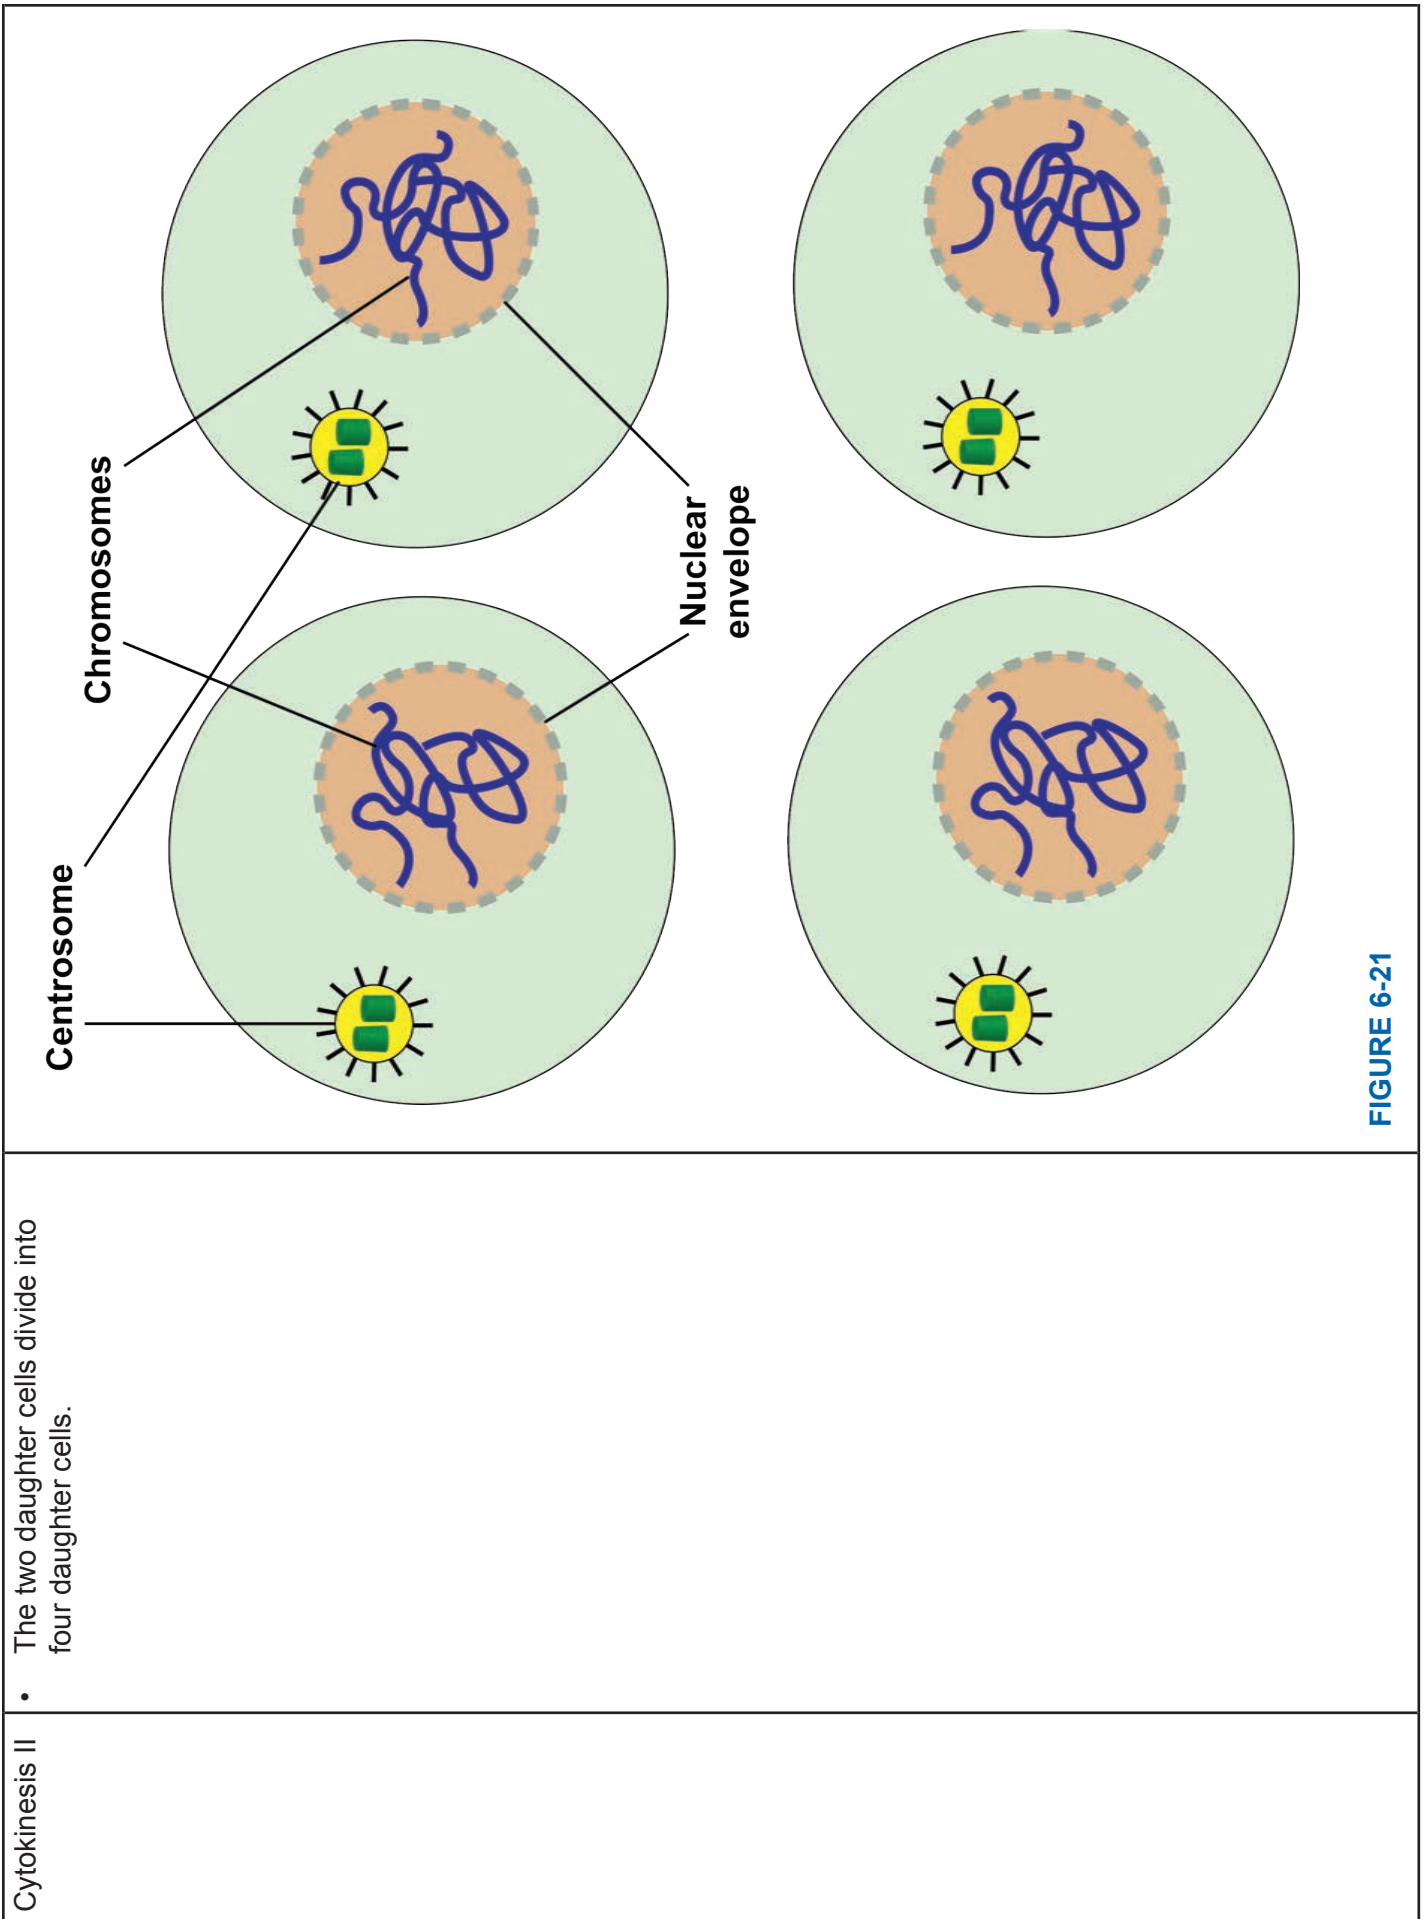 Cytokinesis II
• The two daughter cells divide into
four daughter cells.
Centrosome
Chromosomes
Nuclear
envelope
FIGURE 6-21